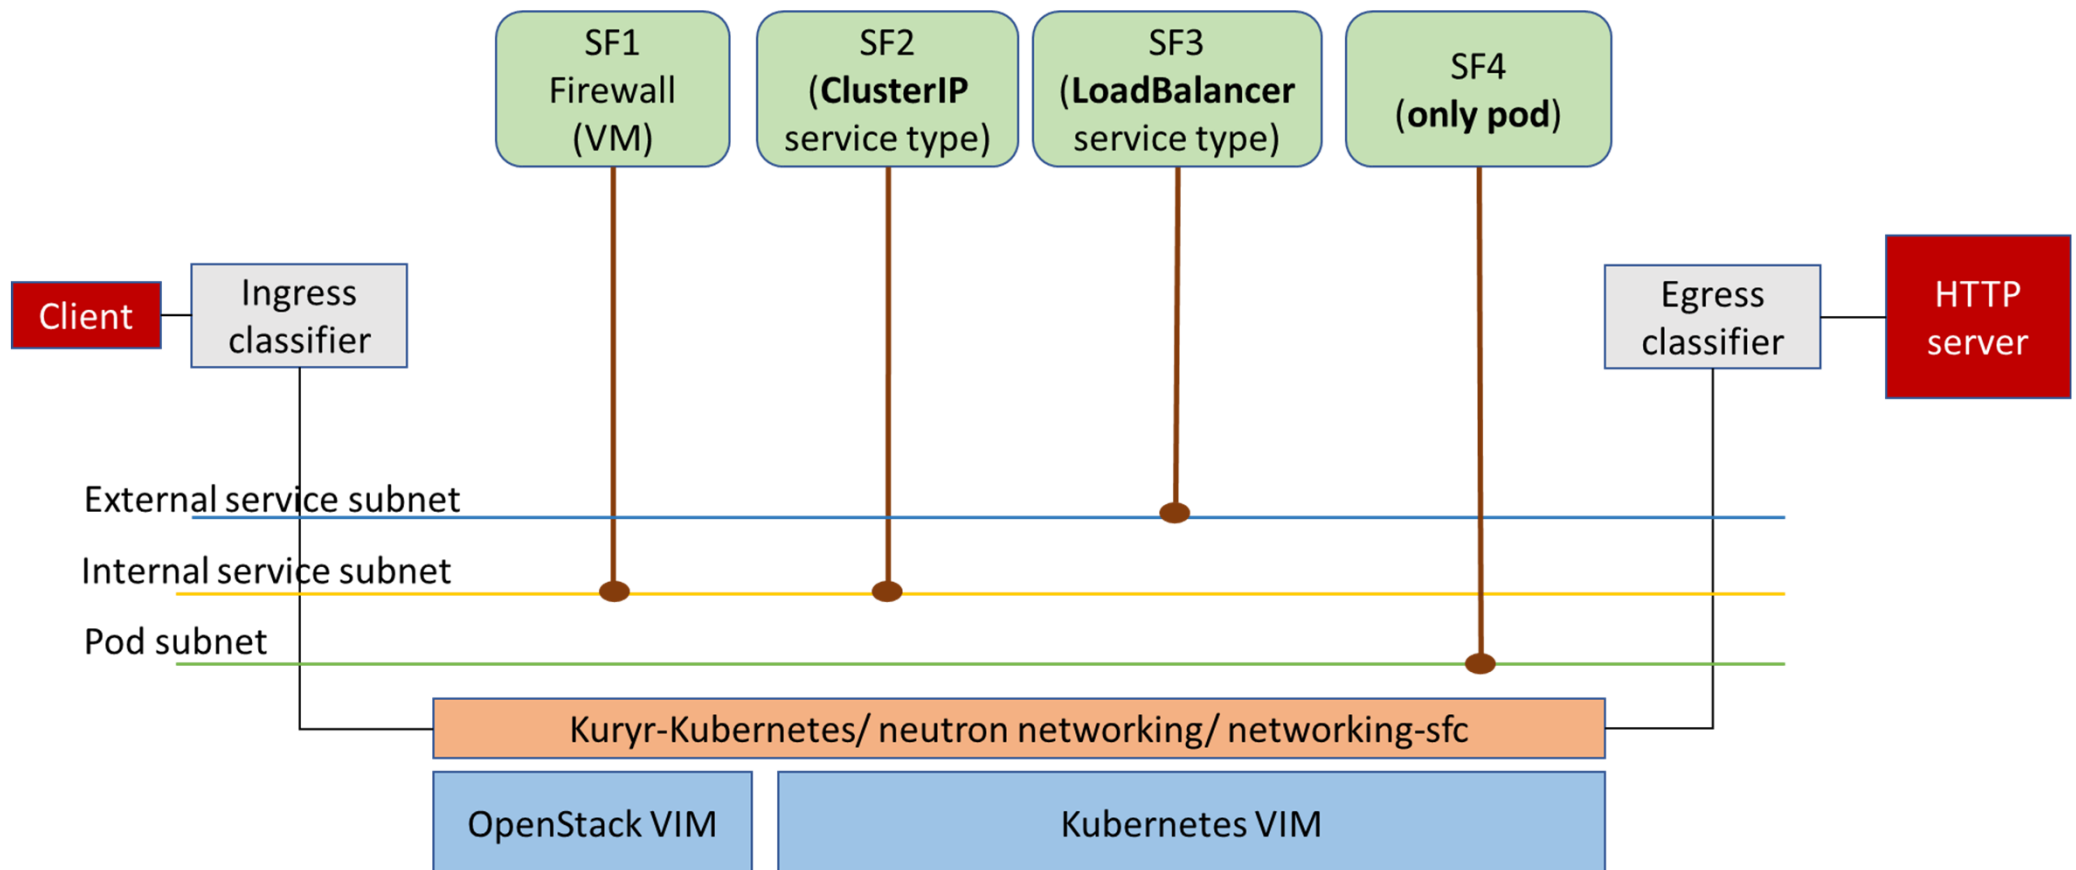 SF1
Firewall
(VM)
SF2
(ClusterIP
service type)
SF3
(LoadBalancer
service type)
SF4
(only pod)
Client
Ingress
classifier
Egress
classifier
HTTP
server
External service subnet
Internal service subnet
Pod subnet
Kuryr-Kubernetes/ neutron networking/ networking-sfc
OpenStack VIM
Kubernetes VIM